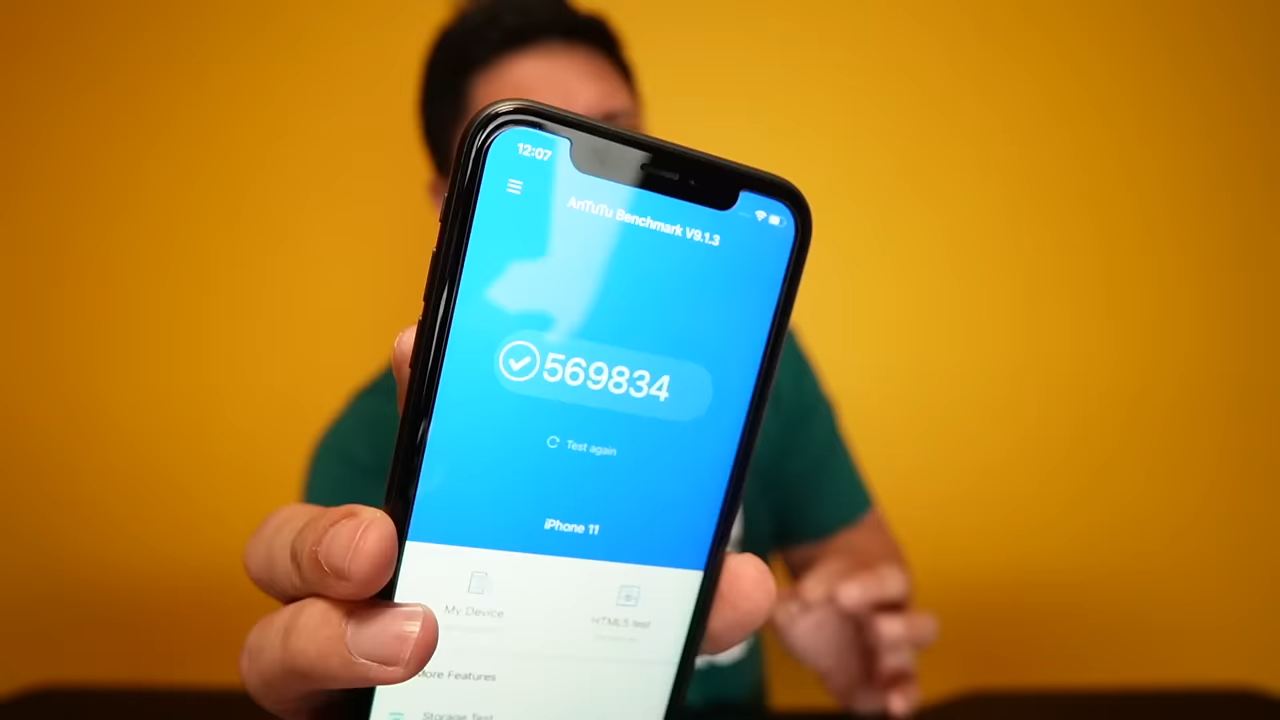 12:07
AnTuTu Benchmark V9.1.3
569834
Test again
iPhone 11
My Device
HTML5 test
More Features
Storage Test